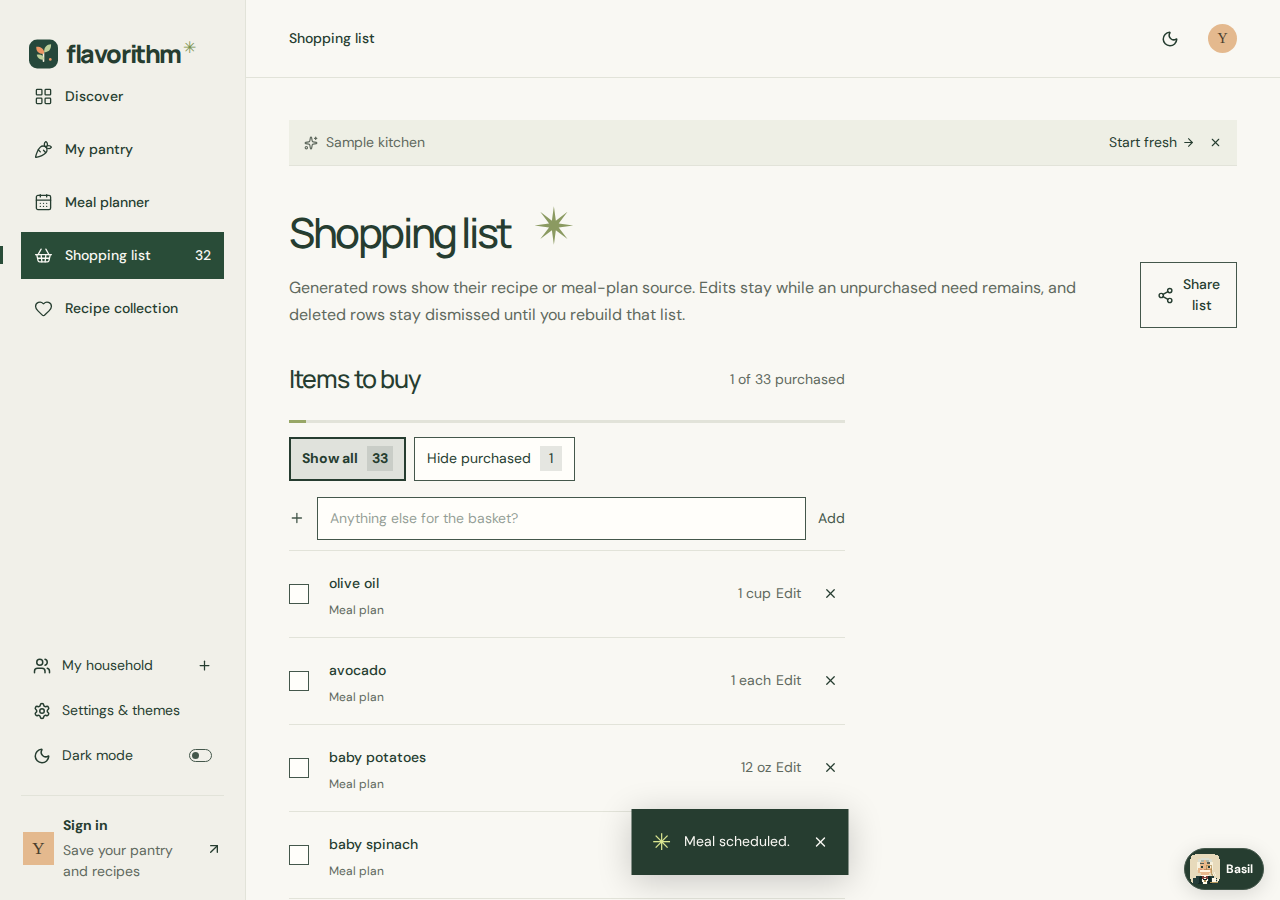 flavorithm
Discover
My pantry
Meal planner
Shopping list 32
Recipe collection
My household
Settings & themes
Dark mode
Y
Sign in
Save your pantry
and recipes
Shopping list
Y
Sample kitchen
Start fresh
Shopping list
Generated rows show their recipe or meal-plan source. Edits stay while an unpurchased need remains, and
deleted rows stay dismissed until you rebuild that list.
Share
list
Items to buy
1 of 33 purchased
Show all 33
Hide purchased 1
Anything else for the basket?
Add
olive oil
Meal plan
1 cup Edit
avocado
Meal plan
1 each Edit
baby potatoes
Meal plan
12 oz Edit
baby spinach
Meal plan
Meal scheduled.
Basil